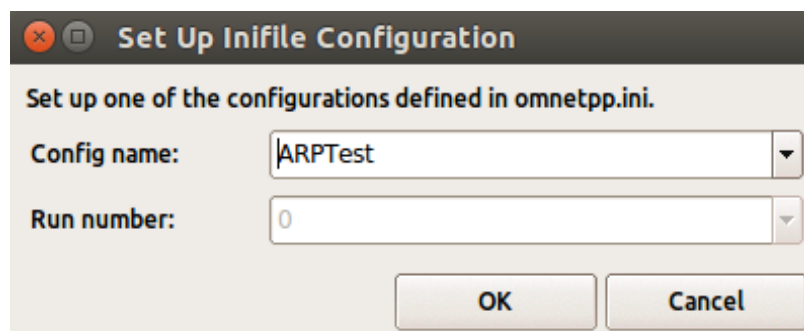 Set Up Inifile Configuration
Set up one of the configurations defined in omnetpp.ini.
Config name: ARPTest
Run number: 0
OK Cancel